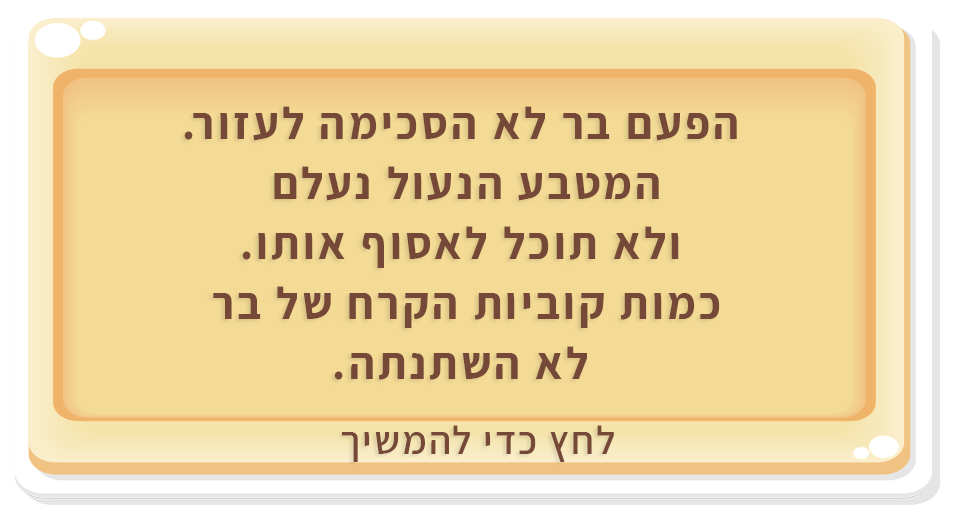 הפעם בר לא הסכימה לעזור.
המטבע הנעול נעלם
ולא תוכל לאסוף אותו.
כמות קוביות הקרח של בר
לא השתנתה.
לחץ כדי להמשיך